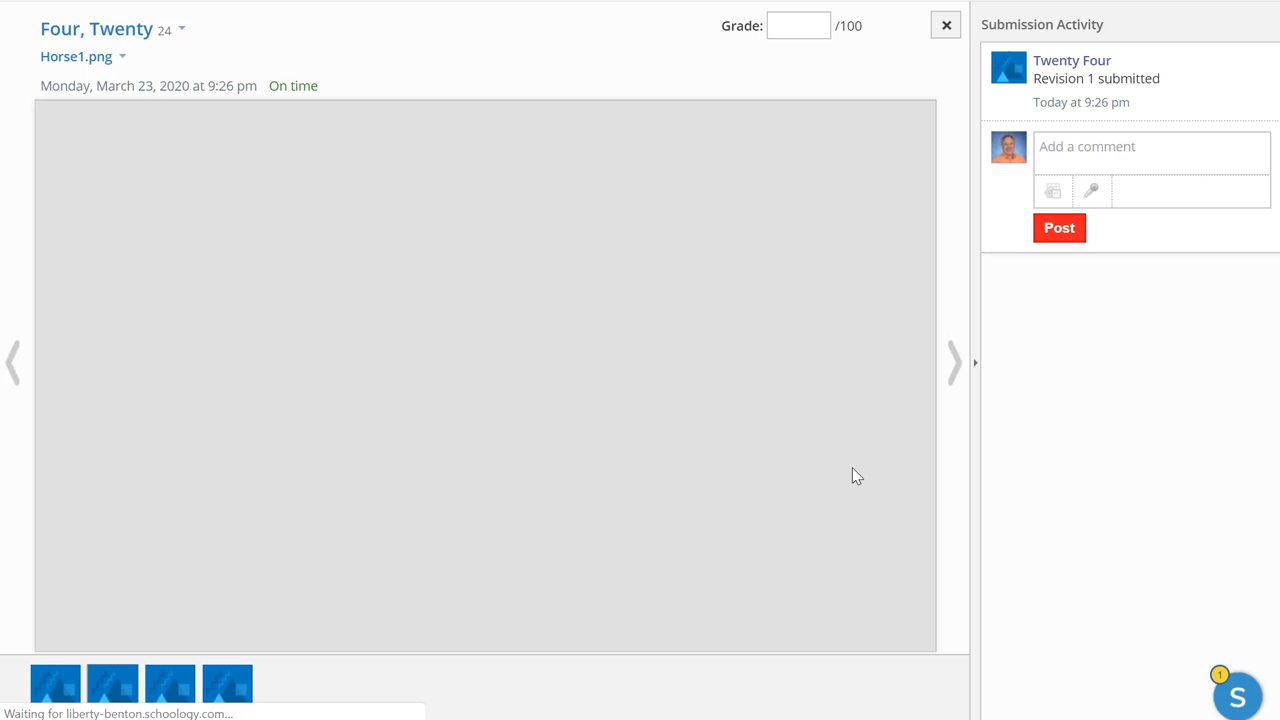 Four, Twenty 24
Grade: /100
Horse1.png
Monday, March 23, 2020 at 9:26 pm On time
Submission Activity
Twenty Four
Revision 1 submitted
Today at 9:26 pm
Add a comment
Post
1
S
Waiting for liberty-benton.schoology.com...